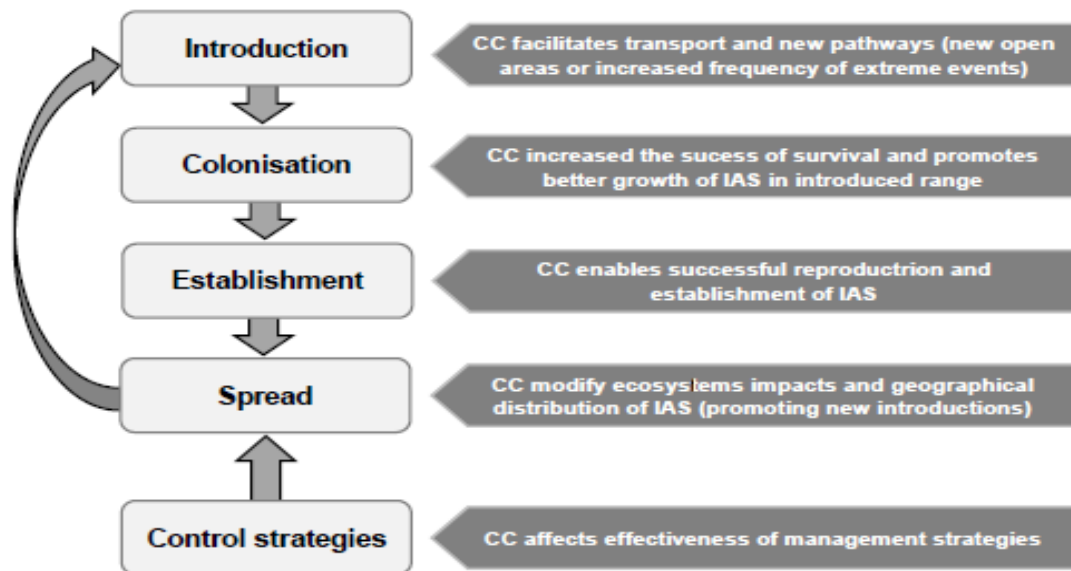 Introduction
CC facilitates transport and new pathways (new open
areas or increased frequency of extreme events)
Colonisation
CC increased the sucess of survival and promotes
better growth of IAS in introduced range
Establishment
CC enables successful reproductrion and
establishment of IAS
Spread
CC modify ecosystems impacts and geographical
distribution of IAS (promoting new introductions)
Control strategies
CC affects effectiveness of management strategies